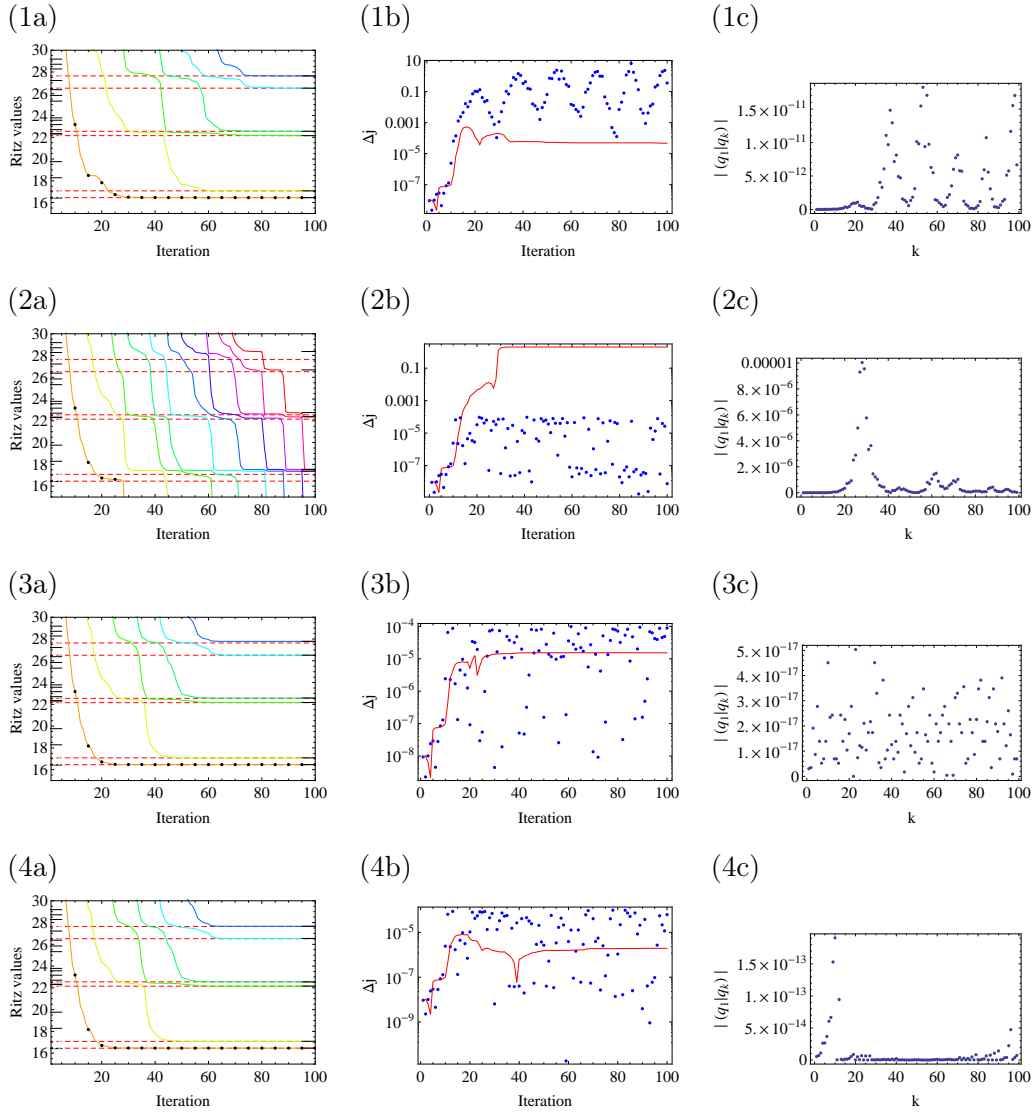 (1a)
(1b)
(1c)
Ritz values
30
28
26
24
22
20
18
16
20 40 60 80 100
Iteration
Δj
10
0.1
0.001
10⁻⁵
10⁻⁷
0 20 40 60 80 100
Iteration
| (q₁|qₖ) |
1.5 × 10⁻¹¹
1. × 10⁻¹¹
5. × 10⁻¹²
0
0 20 40 60 80 100
k
(2a)
(2b)
(2c)
Ritz values
30
28
26
24
22
20
18
16
20 40 60 80 100
Iteration
Δj
0.1
0.001
10⁻⁵
10⁻⁷
0 20 40 60 80 100
Iteration
| (q₁|qₖ) |
0.00001
8. × 10⁻⁶
6. × 10⁻⁶
4. × 10⁻⁶
2. × 10⁻⁶
0
0 20 40 60 80 100
k
(3a)
(3b)
(3c)
Ritz values
30
28
26
24
22
20
18
16
20 40 60 80 100
Iteration
Δj
10⁻⁴
10⁻⁵
10⁻⁶
10⁻⁷
10⁻⁸
0 20 40 60 80 100
Iteration
| (q₁|qₖ) |
5. × 10⁻¹⁷
4. × 10⁻¹⁷
3. × 10⁻¹⁷
2. × 10⁻¹⁷
1. × 10⁻¹⁷
0
0 20 40 60 80 100
k
(4a)
(4b)
(4c)
Ritz values
30
28
26
24
22
20
18
16
20 40 60 80 100
Iteration
Δj
10⁻⁵
10⁻⁷
10⁻⁹
0 20 40 60 80 100
Iteration
| (q₁|qₖ) |
1.5 × 10⁻¹³
1. × 10⁻¹³
5. × 10⁻¹⁴
0
0 20 40 60 80 100
k